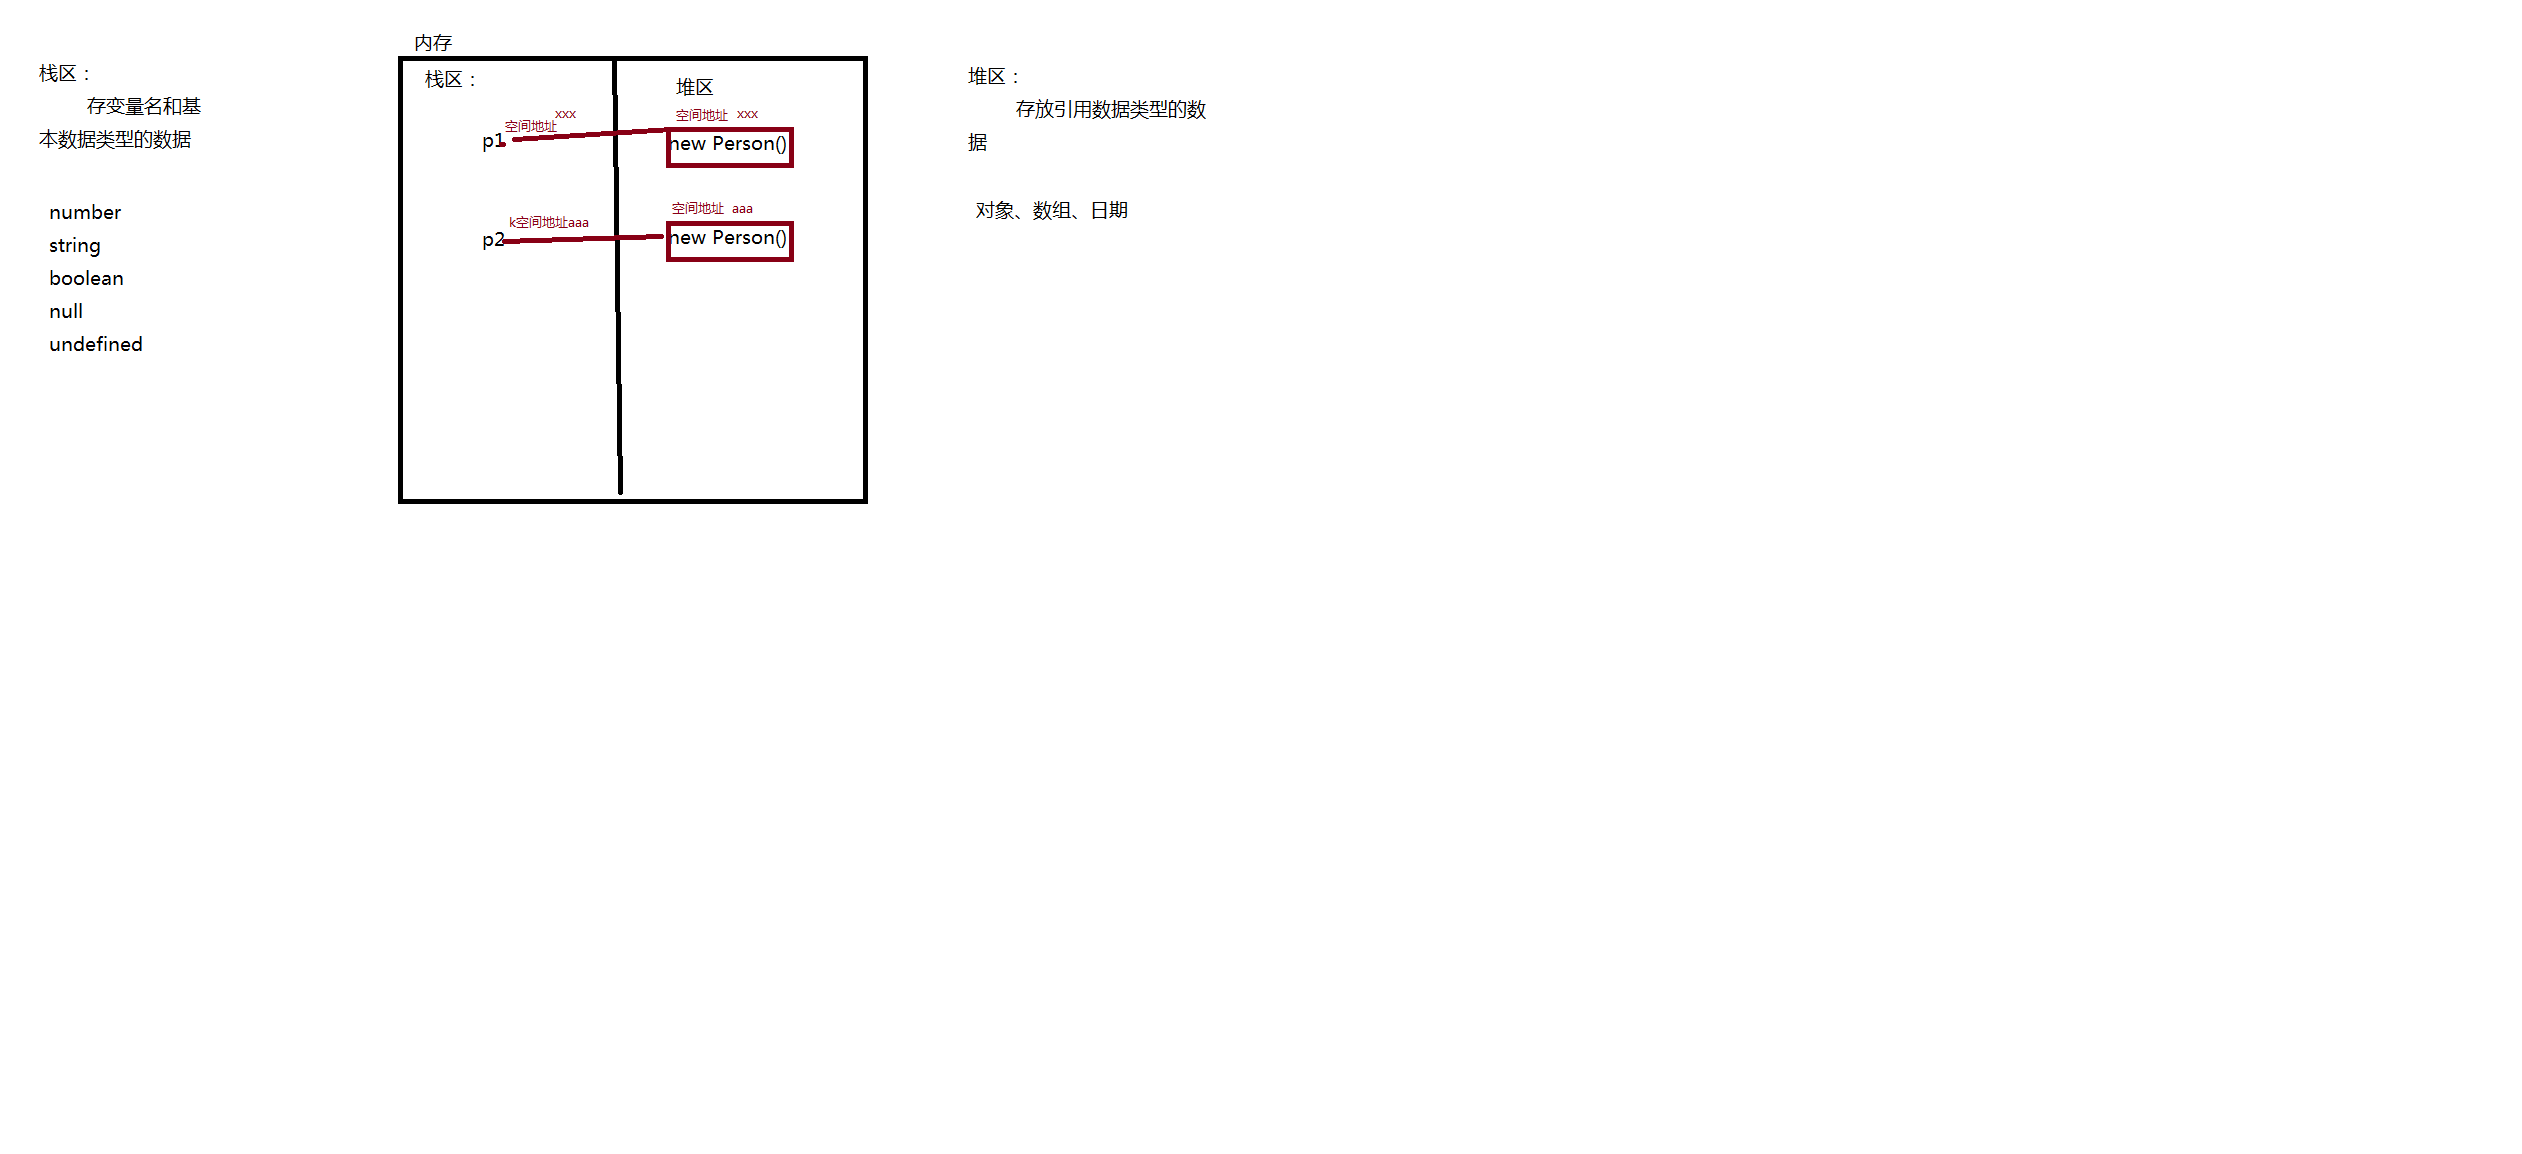 栈区：
存变量名和基
本数据类型的数据
number
string
boolean
null
undefined
内存
栈区：
堆区
xxx
空间地址
空间地址 xxx
p1
new Person()
k空间地址aaa
空间地址 aaa
p2
new Person()
堆区：
存放引用数据类型的数
据
对象、数组、日期